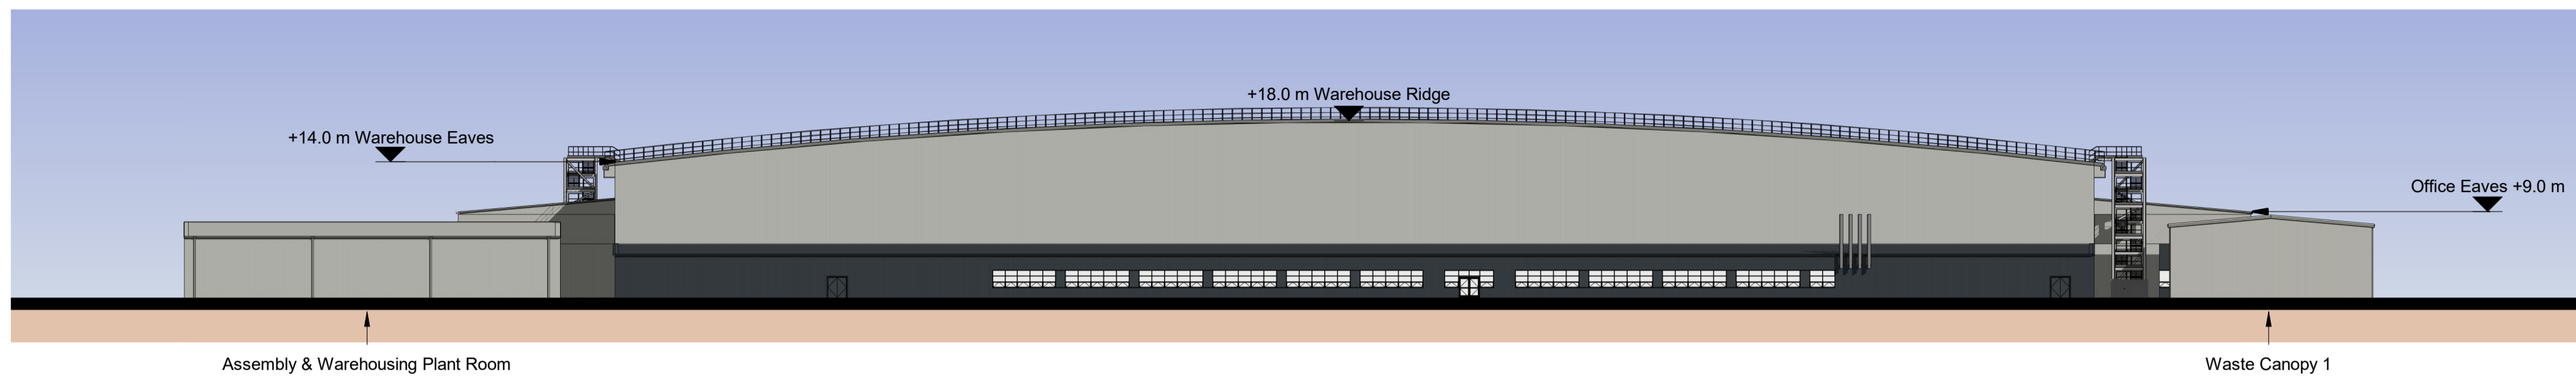 +18.0 m Warehouse Ridge
+14.0 m Warehouse Eaves
Office Eaves +9.0 m
Assembly & Warehousing Plant Room
Waste Canopy 1